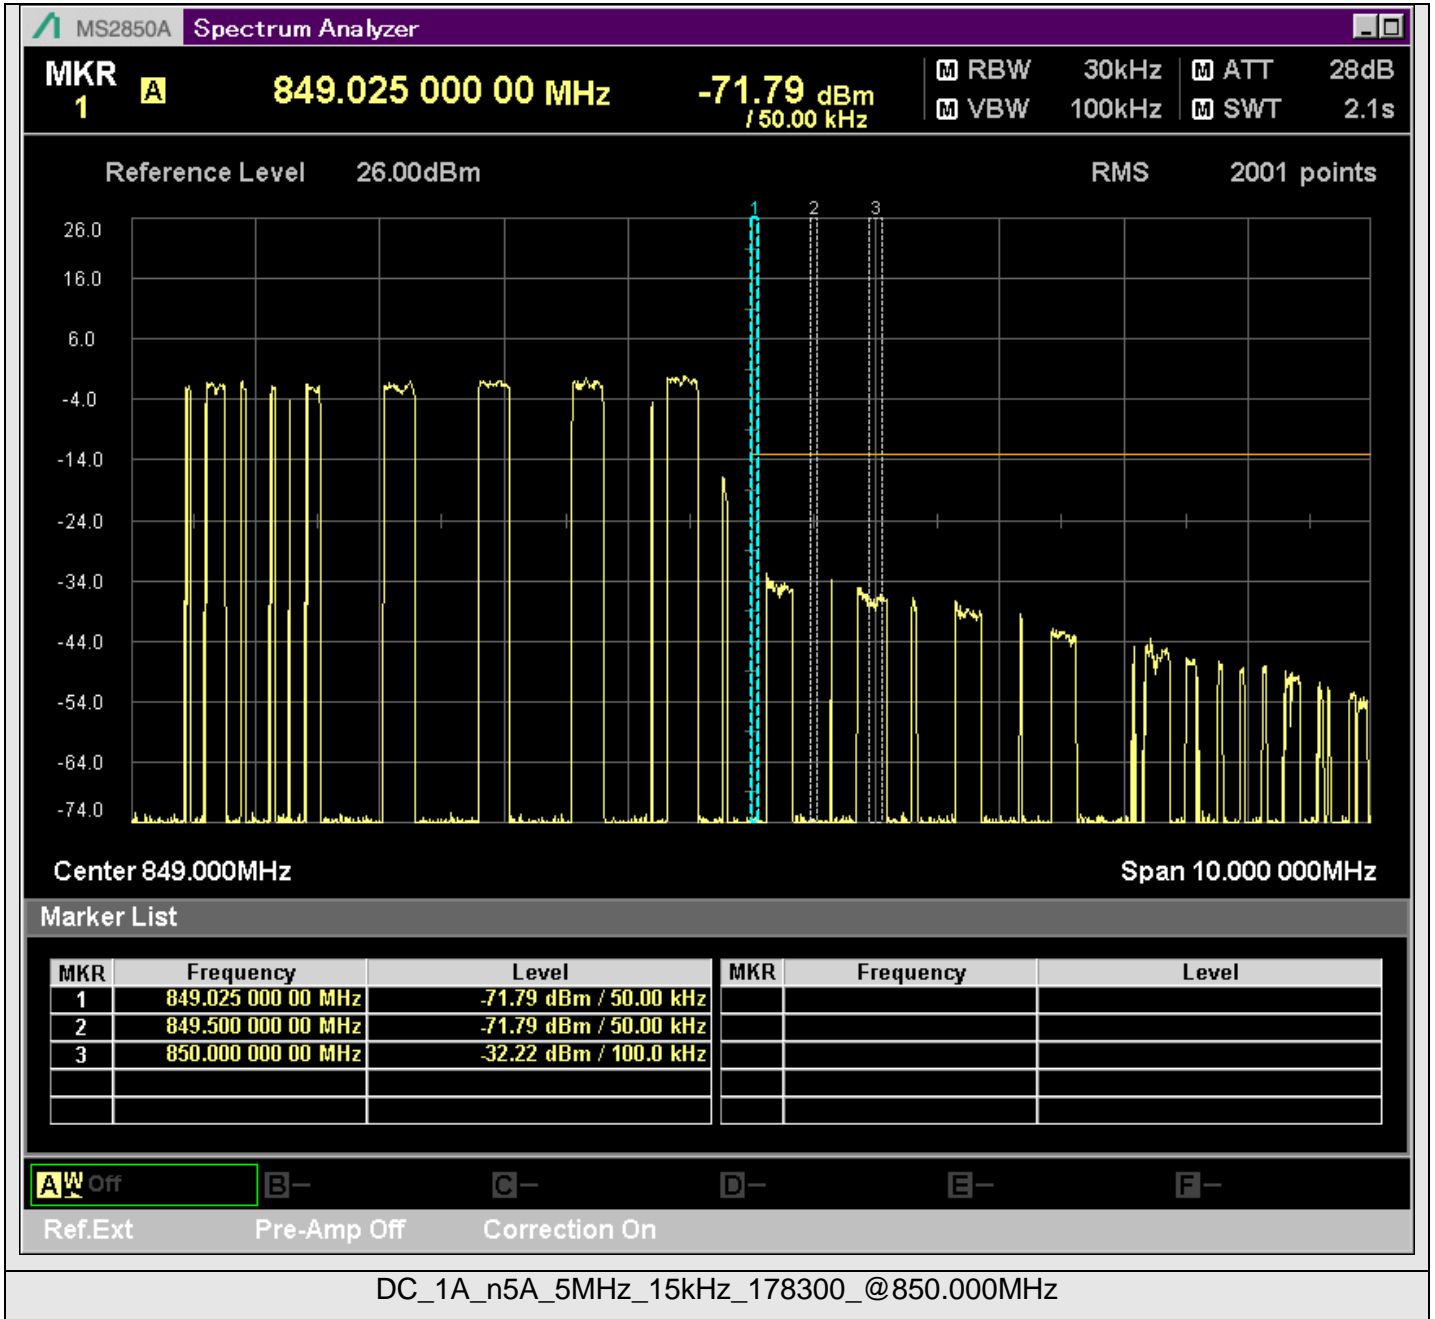 MS2850A Spectrum Analyzer
MKR 1 A 849.025 000 00 MHz -71.79 dBm / 50.00 kHz
M RBW 30kHz M ATT 28dB
M VBW 100kHz M SWT 2.1s
Reference Level 26.00dBm RMS 2001 points
1 2 3
26.0
16.0
6.0
-4.0
-14.0
-24.0
-34.0
-44.0
-54.0
-64.0
-74.0
Center 849.000MHz Span 10.000 000MHz
Marker List
MKR Frequency Level MKR Frequency Level
1 849.025 000 00 MHz -71.79 dBm / 50.00 kHz
2 849.500 000 00 MHz -71.79 dBm / 50.00 kHz
3 850.000 000 00 MHz -32.22 dBm / 100.0 kHz
A W Off B - C - D - E - F -
Ref.Ext Pre-Amp Off Correction On
DC_1A_n5A_5MHz_15kHz_178300_@850.000MHz